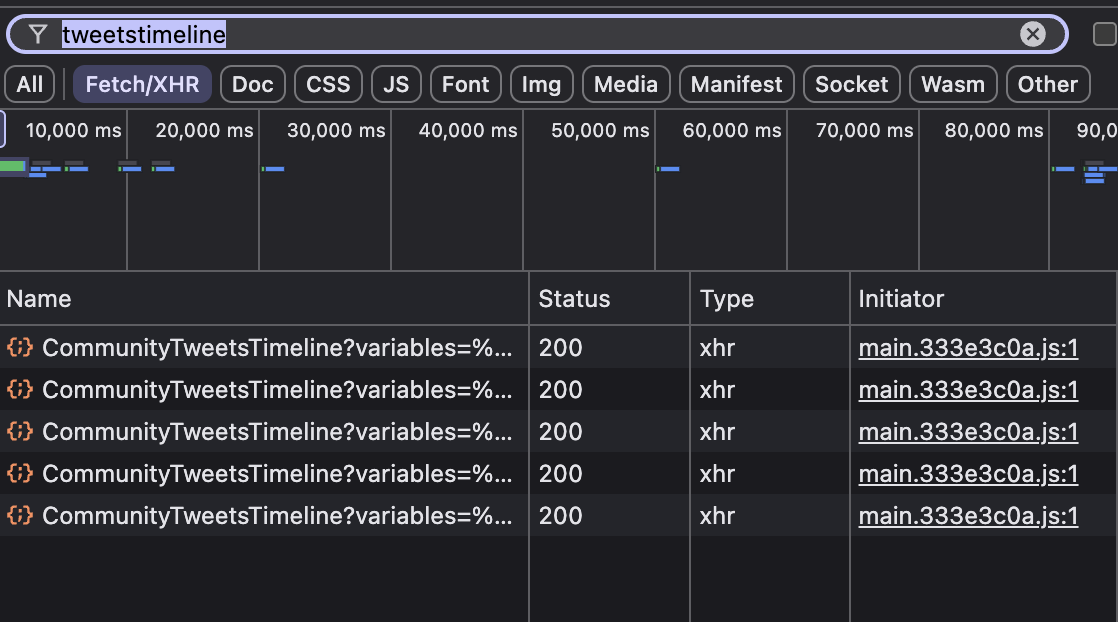 tweetstimeline
All Fetch/XHR Doc CSS JS Font Img Media Manifest Socket Wasm Other
10,000 ms 20,000 ms 30,000 ms 40,000 ms 50,000 ms 60,000 ms 70,000 ms 80,000 ms 90,0
Name Status Type Initiator
CommunityTweetsTimeline?variables=%... 200 xhr main.333e3c0a.js:1
CommunityTweetsTimeline?variables=%... 200 xhr main.333e3c0a.js:1
CommunityTweetsTimeline?variables=%... 200 xhr main.333e3c0a.js:1
CommunityTweetsTimeline?variables=%... 200 xhr main.333e3c0a.js:1
CommunityTweetsTimeline?variables=%... 200 xhr main.333e3c0a.js:1